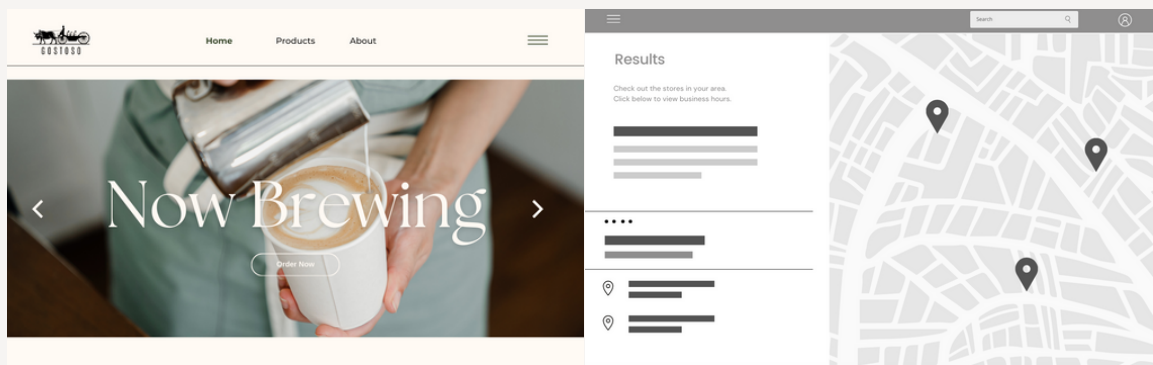 GOSTOSO
Home Products About
Now Brewing
Order Now
Search
Results
Check out the stores in your area.
Click below to view business hours.